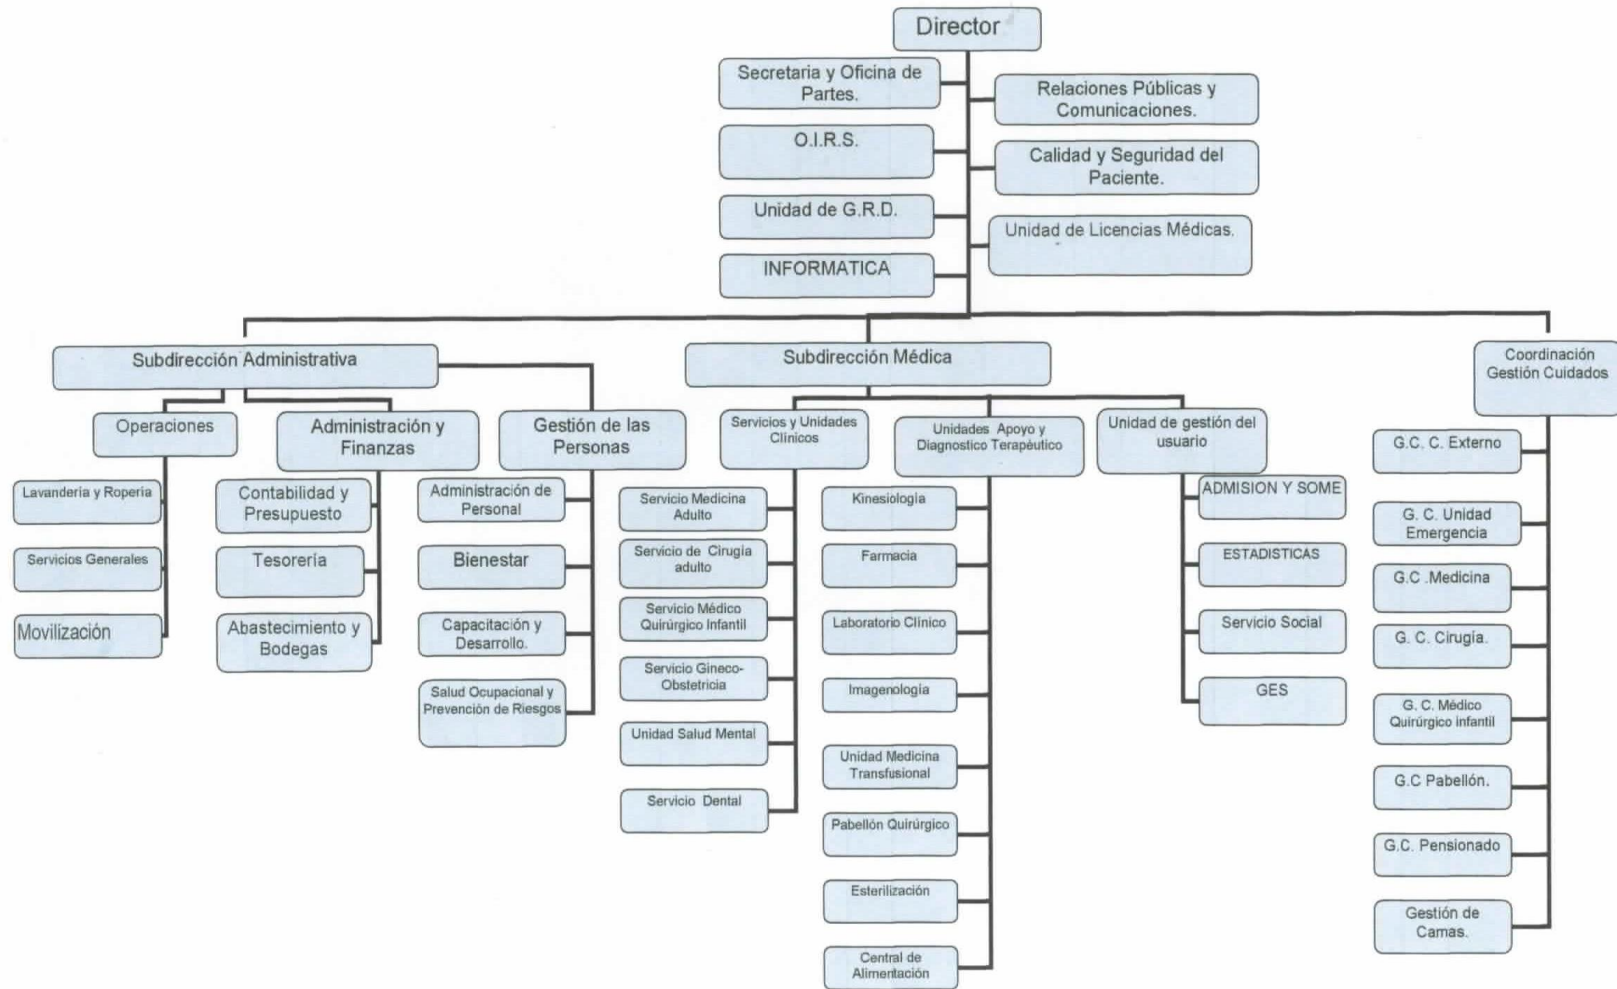 Director
Secretaria y Oficina de
Partes.
Relaciones Públicas y
Comunicaciones.
O.I.R.S.
Calidad y Seguridad del
Paciente.
Unidad de G.R.D.
Unidad de Licencias Médicas.
INFORMATICA
Subdirección Administrativa
Operaciones
Lavandería y Ropería
Servicios Generales
Movilización
Administración y
Finanzas
Contabilidad y
Presupuesto
Tesorería
Abastecimiento y
Bodegas
Gestión de las
Personas
Administración de
Personal
Bienestar
Capacitación y
Desarrollo.
Salud Ocupacional y
Prevención de Riesgos
Subdirección Médica
Servicios y Unidades
Clínicos
Servicio Medicina
Adulto
Servicio de Cirugía
adulto
Servicio Médico
Quirúrgico Infantil
Servicio Gineco-
Obstetricia
Unidad Salud Mental
Servicio Dental
Unidades Apoyo y
Diagnostico Terapéutico
Kinesiología
Farmacia
Laboratorio Clínico
Imagenología
Unidad Medicina
Transfusional
Pabellón Quirúrgico
Esterilización
Central de
Alimentación
Unidad de gestión del
usuario
ADMISION Y SOME
ESTADISTICAS
Servicio Social
GES
Coordinación
Gestión Cuidados
G.C. C. Externo
G. C. Unidad
Emergencia
G.C .Medicina
G. C. Cirugía.
G. C. Médico
Quirúrgico infantil
G.C Pabellón.
G.C. Pensionado
Gestión de
Camas.